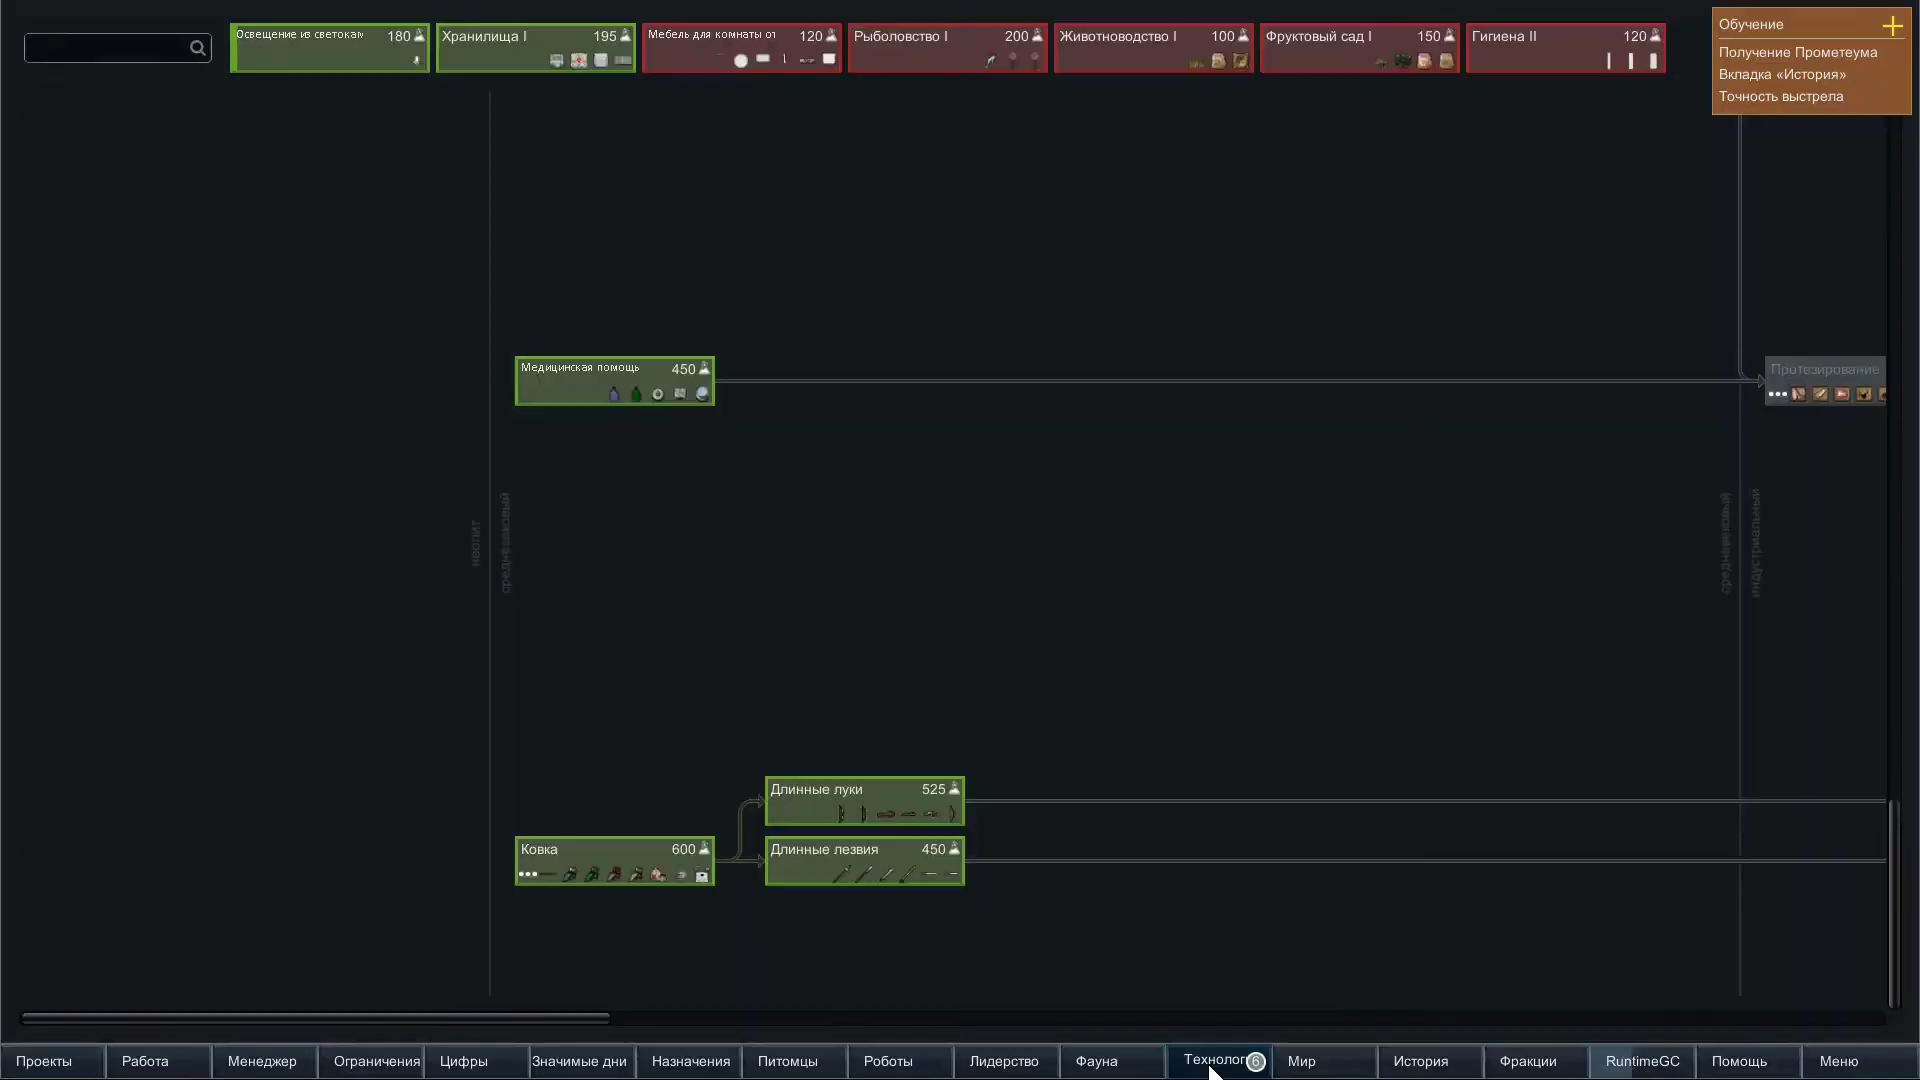 Освещение из светокам 180
Хранилища I 195
Мебель для комнаты от 120
Рыболовство I 200
Животноводство I 100
Фруктовый сад I 150
Гигиена II 120
Обучение
Получение Прометеума
Вкладка «История»
Точность выстрела
Медицинская помощь 450
Протезирование
неолит
средневековый
средневековый
индустриальный
Длинные луки 525
Ковка 600
Длинные лезвия 450
Проекты
Работа
Менеджер
Ограничения
Цифры
Значимые дни
Назначения
Питомцы
Роботы
Лидерство
Фауна
Технолог 6
Мир
История
Фракции
RuntimeGC
Помощь
Меню